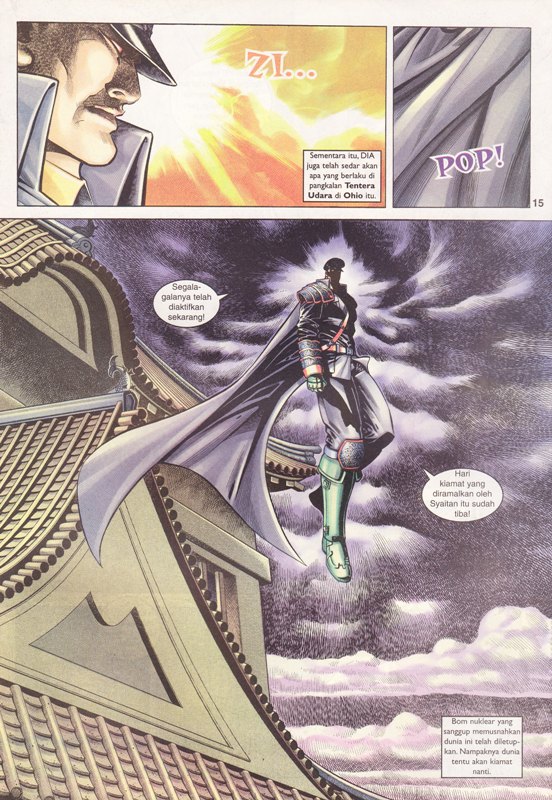 ZI...
Sementara itu, DIA
juga telah sedar akan
apa yang berlaku di
pangkalan Tentera
Udara di Ohio itu.
POP!
15
Segala-
galanya telah
diaktifkan
sekarang!
Hari
kiamat yang
diramalkan oleh
Syaitan itu sudah
tiba!
Bom nuklear yang
sanggup memusnahkan
dunia ini telah diletup-
kan. Nampaknya dunia
tentu akan kiamat
nanti.